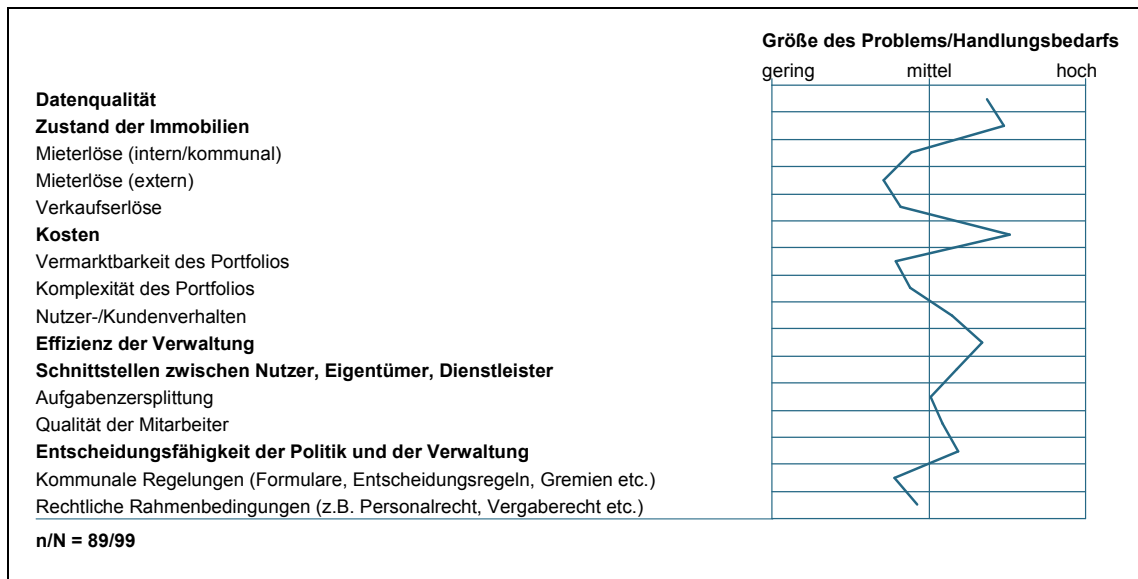 Größe des Problems/Handlungsbedarfs
gering mittel hoch
Datenqualität
Zustand der Immobilien
Mieterlöse (intern/kommunal)
Mieterlöse (extern)
Verkaufserlöse
Kosten
Vermarktbarkeit des Portfolios
Komplexität des Portfolios
Nutzer-/Kundenverhalten
Effizienz der Verwaltung
Schnittstellen zwischen Nutzer, Eigentümer, Dienstleister
Aufgabenzersplittung
Qualität der Mitarbeiter
Entscheidungsfähigkeit der Politik und der Verwaltung
Kommunale Regelungen (Formulare, Entscheidungsregeln, Gremien etc.)
Rechtliche Rahmenbedingungen (z.B. Personalrecht, Vergaberecht etc.)
n/N = 89/99